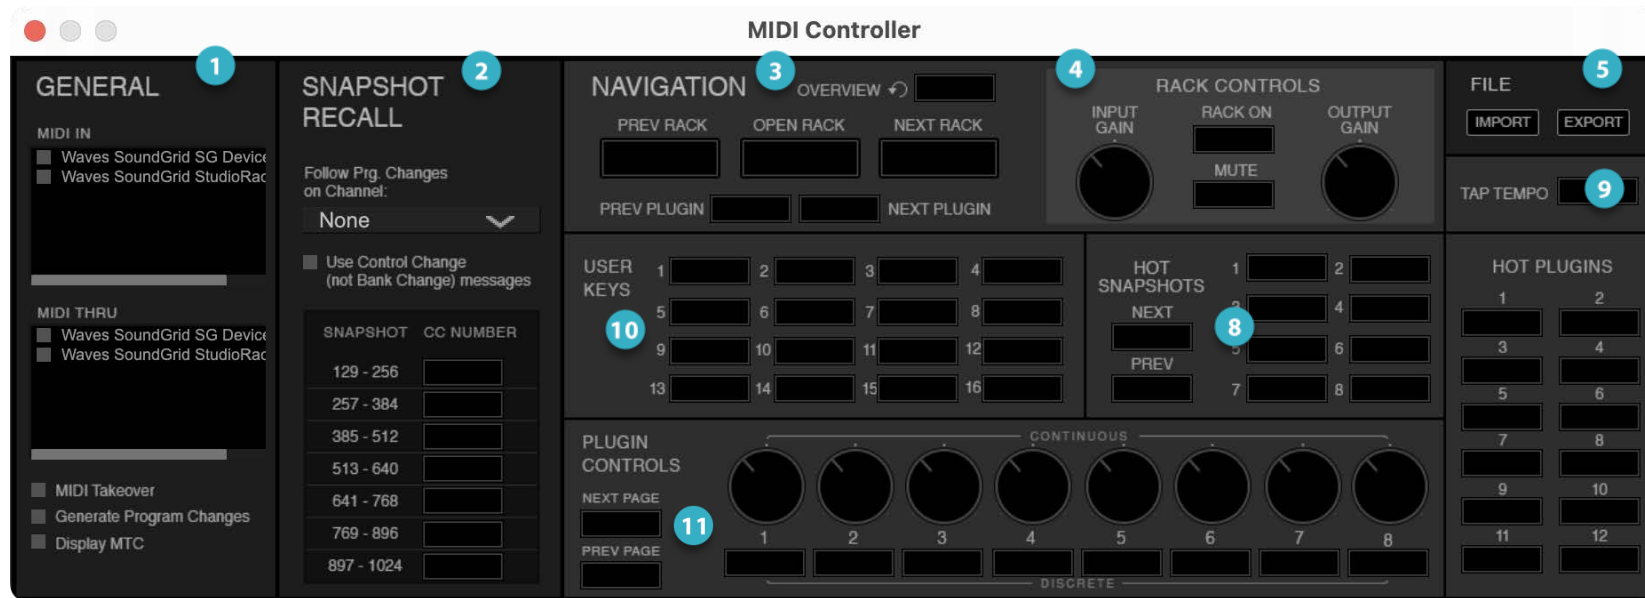 MIDI Controller
1
GENERAL
MIDI IN
Waves SoundGrid SG Device
Waves SoundGrid StudioRac
MIDI THRU
Waves SoundGrid SG Device
Waves SoundGrid StudioRac
MIDI Takeover
Generate Program Changes
Display MTC
2
SNAPSHOT
RECALL
Follow Prg. Changes
on Channel:
None
Use Control Change
(not Bank Change) messages
SNAPSHOT CC NUMBER
129 - 256
257 - 384
385 - 512
513 - 640
641 - 768
769 - 896
897 - 1024
3
NAVIGATION OVERVIEW
PREV RACK OPEN RACK NEXT RACK
PREV PLUGIN NEXT PLUGIN
4
RACK CONTROLS
INPUT
GAIN
RACK ON
MUTE
OUTPUT
GAIN
5
FILE
IMPORT EXPORT
TAP TEMPO 9
USER
KEYS
10
1 2 3 4
5 6 7 8
9 10 11 12
13 14 15 16
HOT
SNAPSHOTS
NEXT
PREV
8
1 2
3 4
5 6
7 8
HOT PLUGINS
1 2
3 4
5 6
7 8
9 10
11 12
PLUGIN
CONTROLS
NEXT PAGE
PREV PAGE
11
CONTINUOUS
1 2 3 4 5 6 7 8
DISCRETE